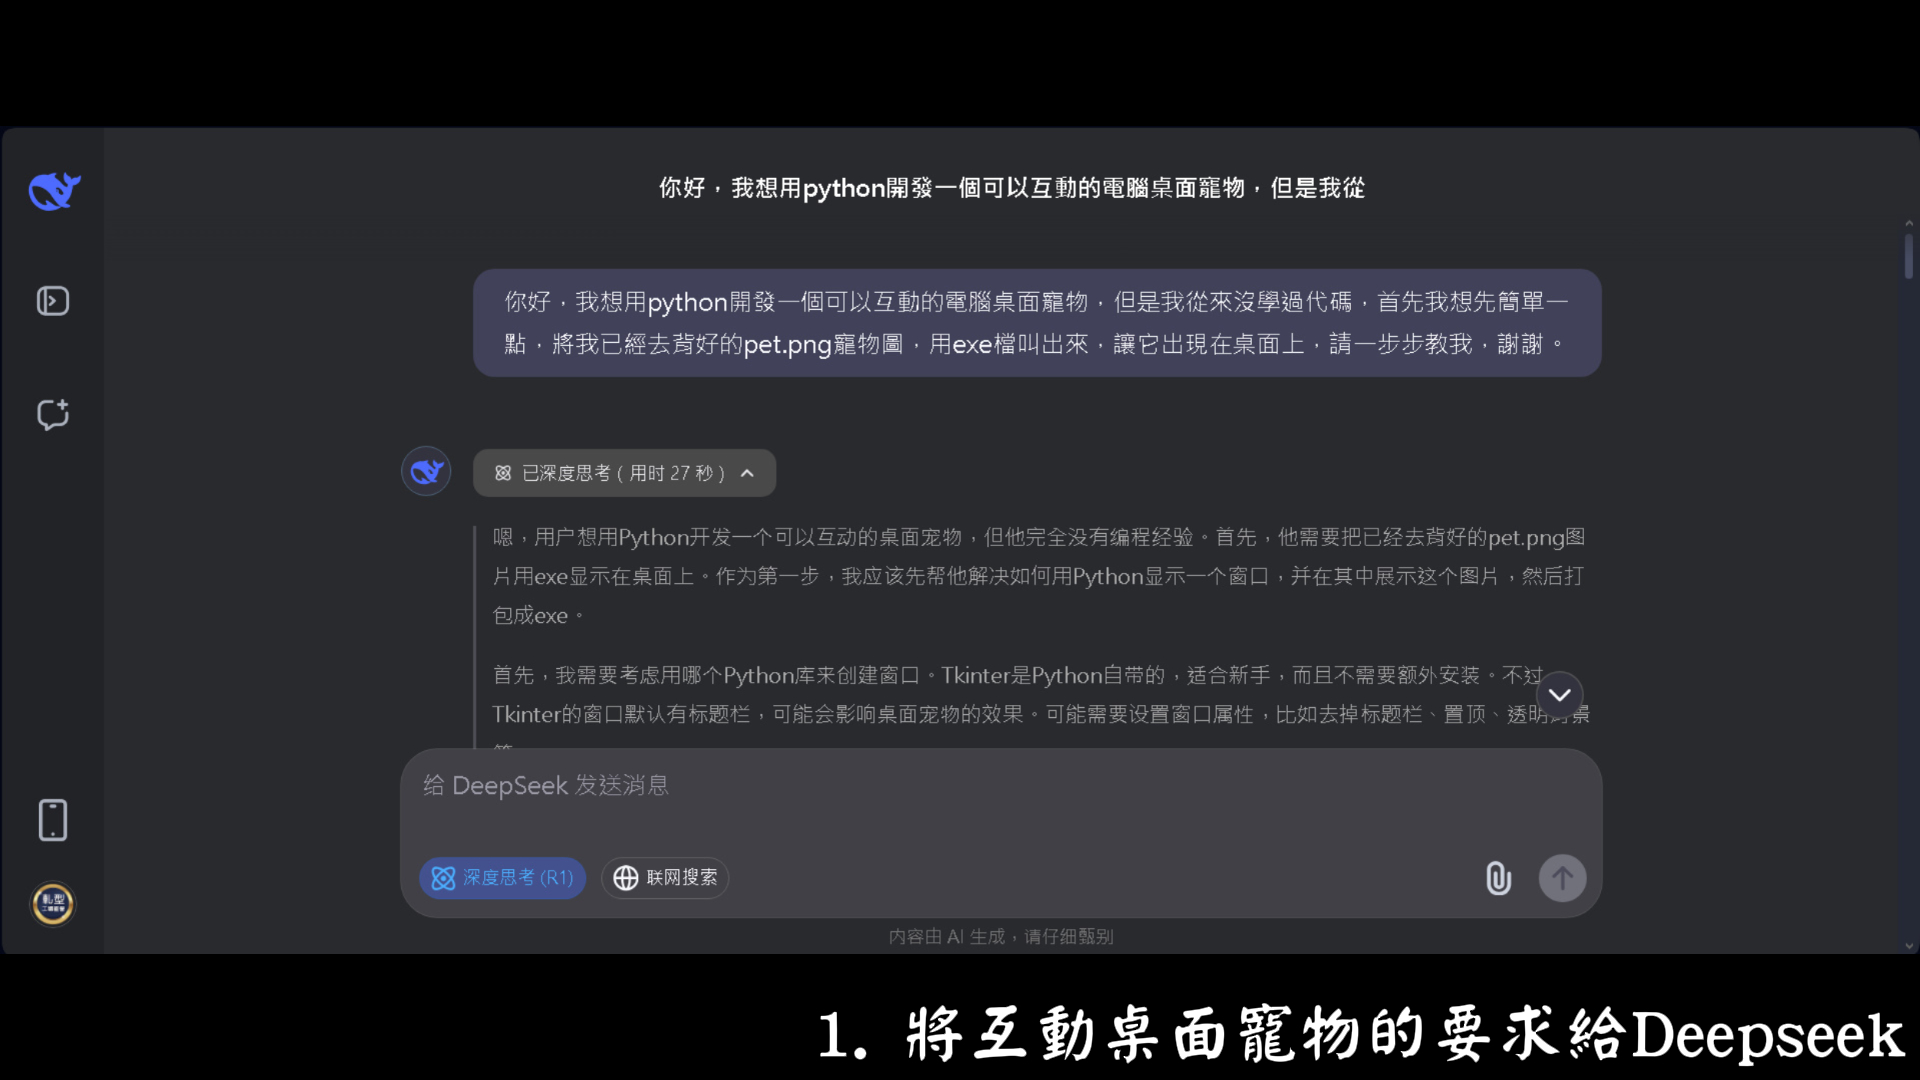 你好，我想用python開發一個可以互動的電腦桌面寵物，但是我從
你好，我想用python開發一個可以互動的電腦桌面寵物，但是我從來沒學過代碼，首先我想先簡單一
點，將我已經去背好的pet.png寵物圖，用exe檔叫出來，讓它出現在桌面上，請一步步教我，謝謝。
已深度思考（用时 27 秒）
嗯，用户想用Python开发一个可以互动的桌面宠物，但他完全没有编程经验。首先，他需要把已经去背好的pet.png图
片用exe显示在桌面上。作为第一步，我应该先帮他解决如何用Python显示一个窗口，并在其中展示这个图片，然后打
包成exe。
首先，我需要考虑用哪个Python库来创建窗口。Tkinter是Python自带的，适合新手，而且不需要额外安装。不过
Tkinter的窗口默认有标题栏，可能会影响桌面宠物的效果。可能需要设置窗口属性，比如去掉标题栏、置顶、透明背景
给 DeepSeek 发送消息
深度思考 (R1)
联网搜索
内容由 AI 生成，请仔细甄别
1. 將互動桌面寵物的要求給Deepseek